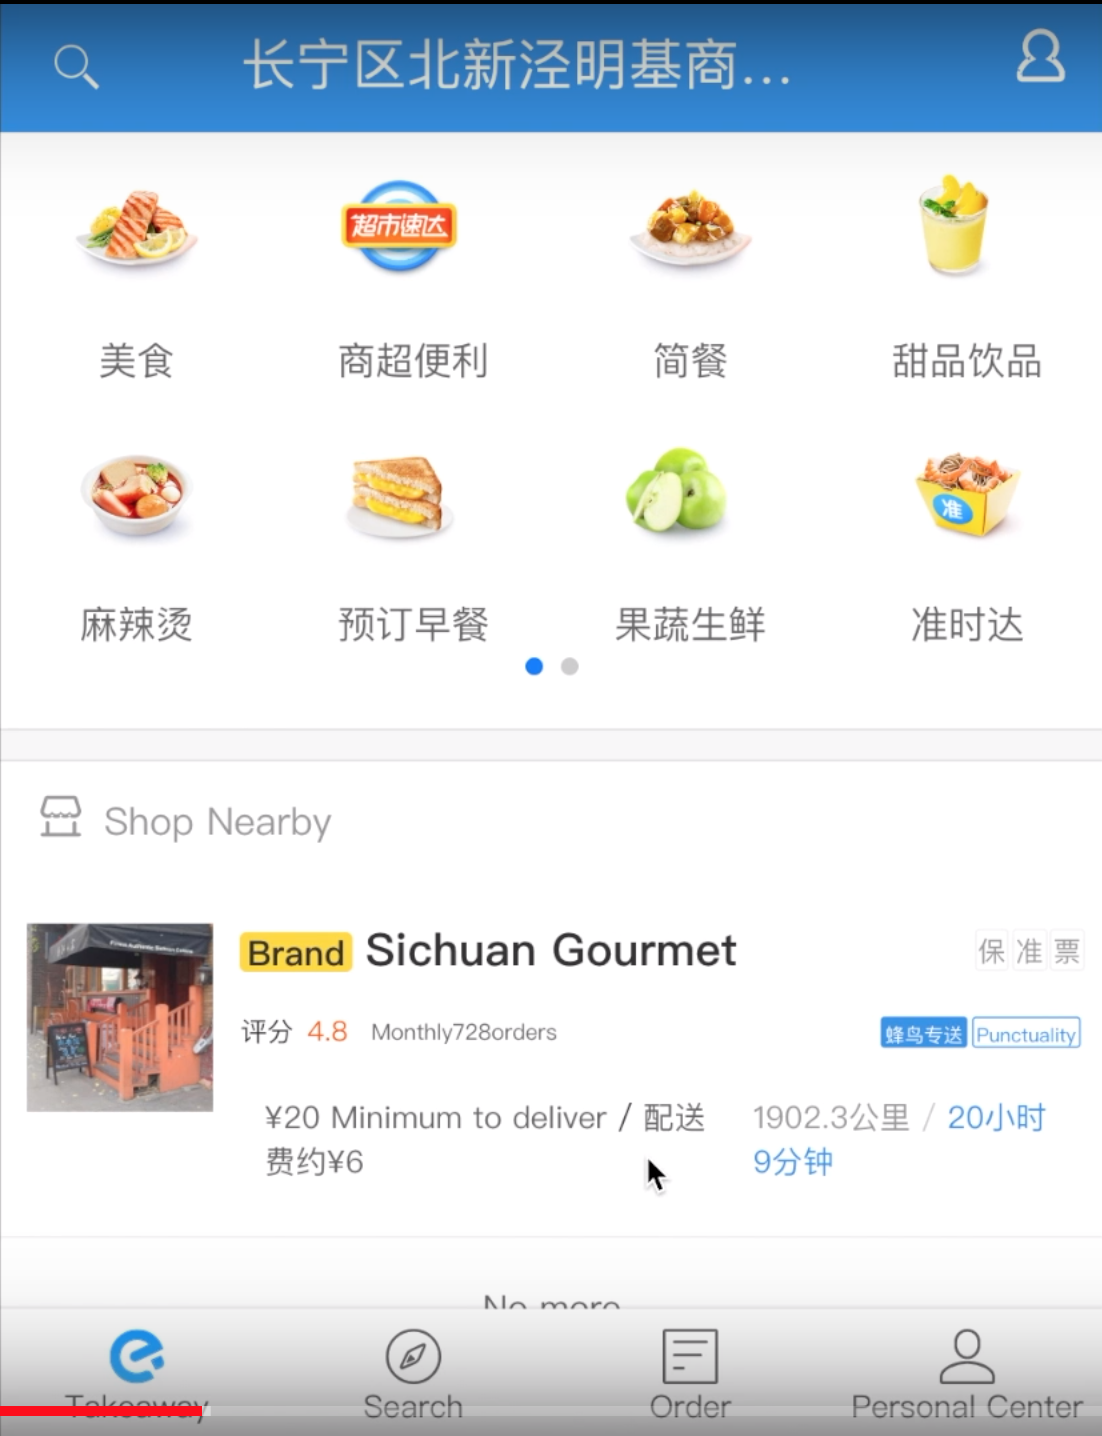 长宁区北新泾明基商...
超市速达
美食
商超便利
简餐
甜品饮品
准
麻辣烫
预订早餐
果蔬生鲜
准时达
Shop Nearby
Brand Sichuan Gourmet
保 准 票
评分 4.8 Monthly728orders
蜂鸟专送 Punctuality
¥20 Minimum to deliver / 配送
费约¥6
1902.3公里 / 20小时
9分钟
No more
Takeaway
Search
Order
Personal Center